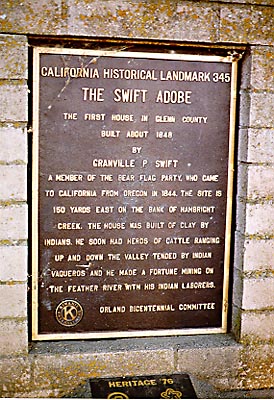 CALIFORNIA HISTORICAL LANDMARK 345
THE SWIFT ADOBE
THE FIRST HOUSE IN GLENN COUNTY
BUILT ABOUT 1848
BY
GRANVILLE P SWIFT
A MEMBER OF THE BEAR FLAG PARTY, WHO CAME
TO CALIFORNIA FROM OREGON IN 1844. THE SITE IS
150 YARDS EAST ON THE BANK OF HAMBRIGHT
CREEK. THE HOUSE WAS BUILT OF CLAY BY
INDIANS. HE SOON HAD HERDS OF CATTLE RANGING
UP AND DOWN THE VALLEY TENDED BY INDIAN
VAQUEROS AND HE MADE A FORTUNE MINING ON
THE FEATHER RIVER WITH HIS INDIAN LABORERS.
ORLAND BICENTENNIAL COMMITTEE
KIWANIS
HERITAGE '76